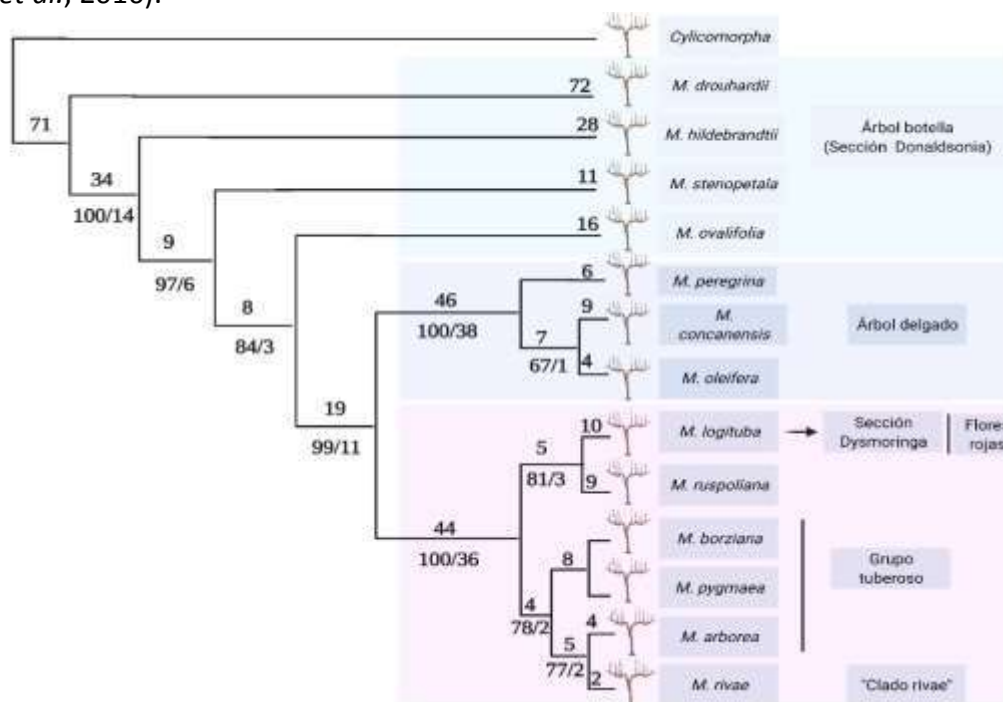 et all., 2010).
Cylicomorpha
72
M. drouhardii
71
28
M. hildebrandtii
Árbol botella
(Sección Donaldsonia)
34
100/14
11
M. stenopetala
9
97/6
16
M. ovalifolia
8
84/3
6
M. peregrina
46
100/38
9
M.
concanensis
Árbol delgado
7
67/1
4
M. oleifera
19
99/11
10
M. logituba
Sección
Dysmoringa
Flores
rojas
5
81/3
9
M. ruspoliana
44
100/36
M. borziana
8
Grupo
tuberoso
M. pygmaea
4
78/2
4
M. arborea
5
77/2
2
M. rivae
"Clado rivae"